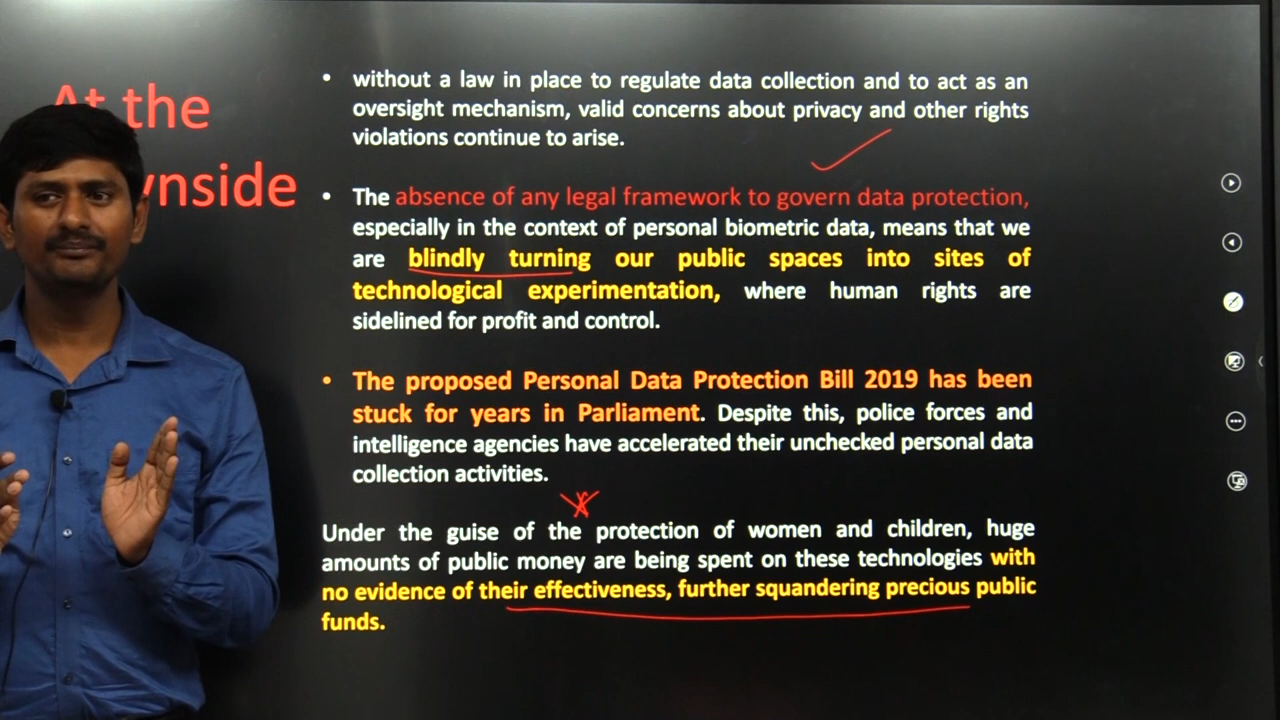 At the
wnside
• without a law in place to regulate data collection and to act as an
oversight mechanism, valid concerns about privacy and other rights
violations continue to arise.
• The absence of any legal framework to govern data protection,
especially in the context of personal biometric data, means that we
are blindly turning our public spaces into sites of
technological experimentation, where human rights are
sidelined for profit and control.
• The proposed Personal Data Protection Bill 2019 has been
stuck for years in Parliament. Despite this, police forces and
intelligence agencies have accelerated their unchecked personal data
collection activities.
Under the guise of the protection of women and children, huge
amounts of public money are being spent on these technologies with
no evidence of their effectiveness, further squandering precious public
funds.